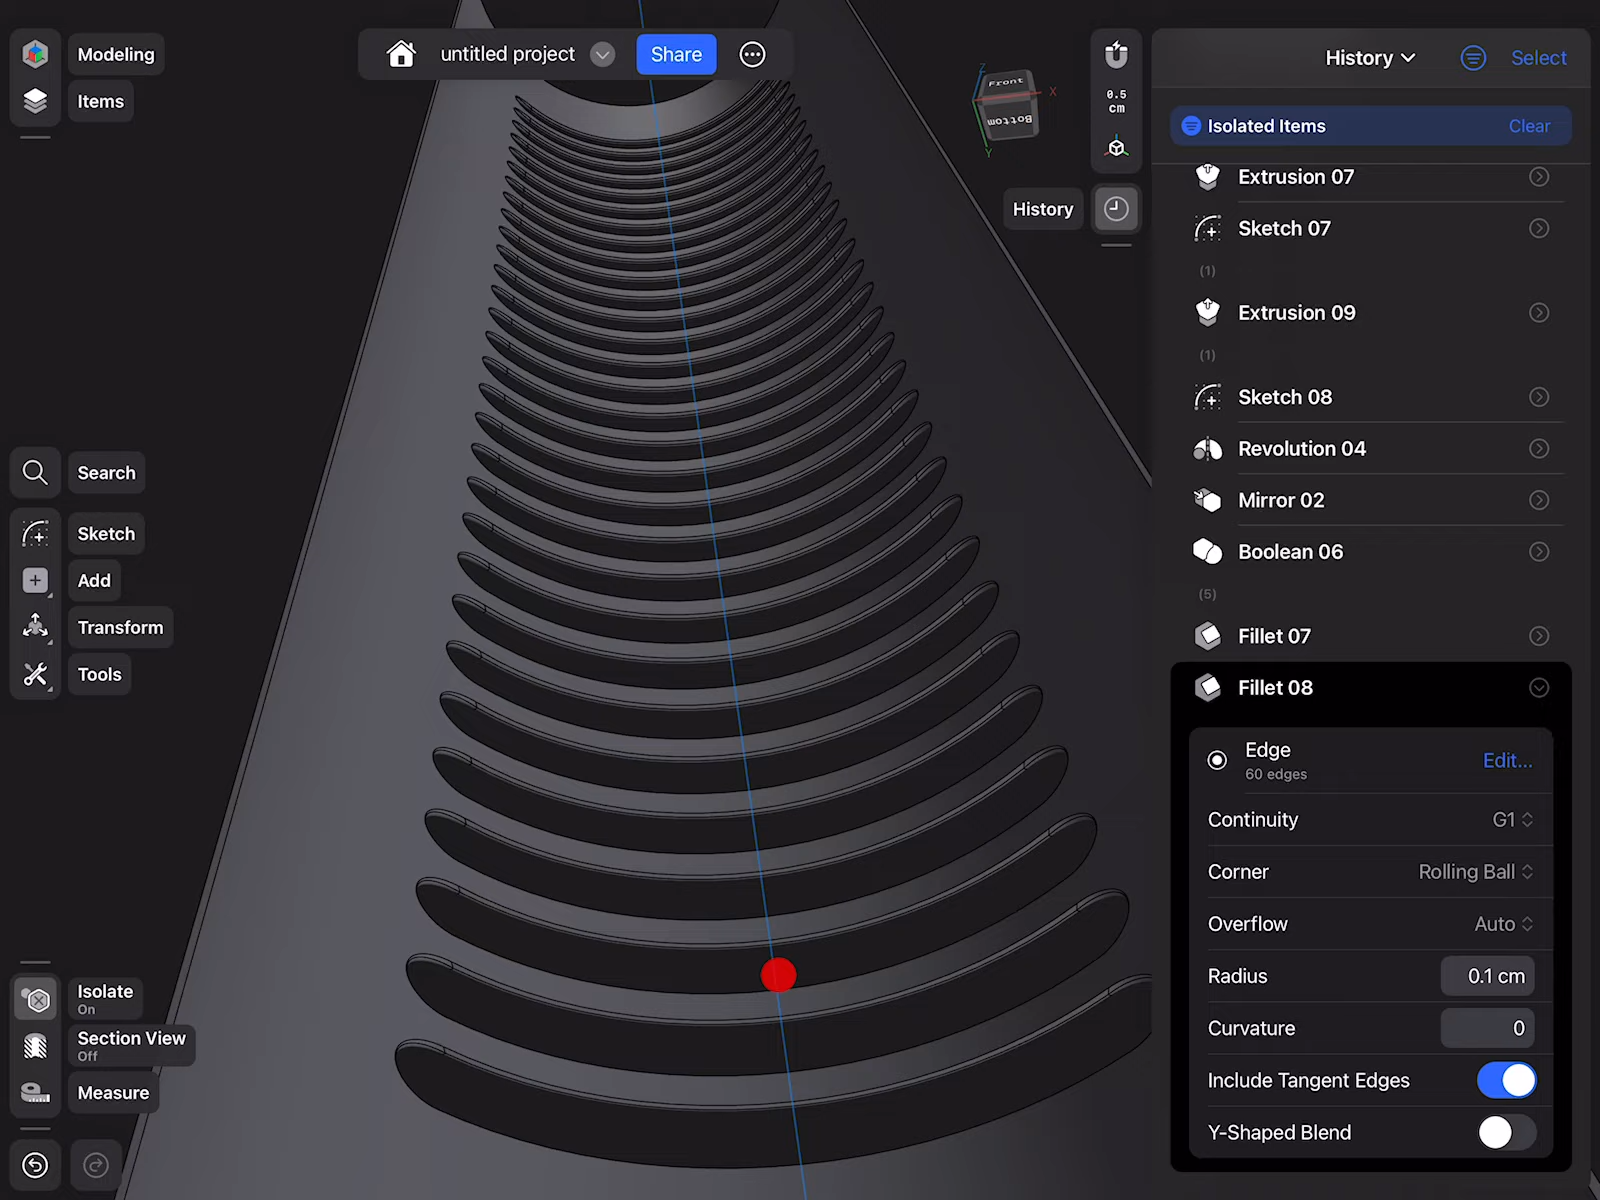 Modeling
Items
untitled project
Share
Front
Bottom
Z
X
Y
0.5
cm
History
Search
Sketch
Add
Transform
Tools
Isolate
On
Section View
Off
Measure
History
Select
Isolated Items
Clear
Extrusion 07
Sketch 07
(1)
Extrusion 09
(1)
Sketch 08
Revolution 04
Mirror 02
Boolean 06
(5)
Fillet 07
Fillet 08
Edge
60 edges
Edit...
Continuity
G1
Corner
Rolling Ball
Overflow
Auto
Radius
0.1 cm
Curvature
0
Include Tangent Edges
Y-Shaped Blend